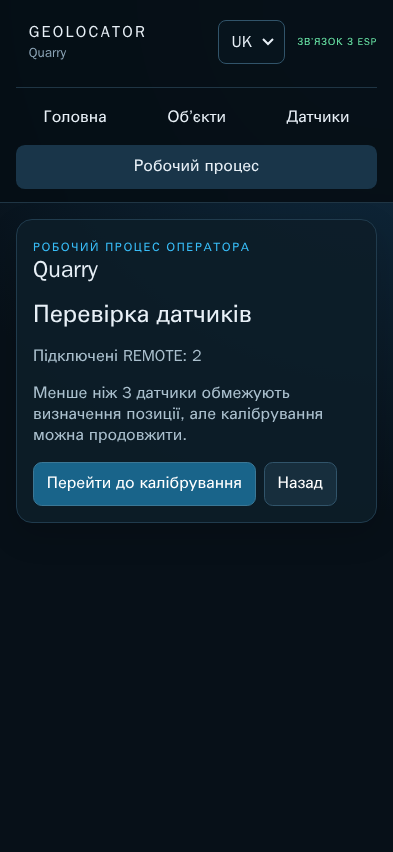 GEOLOCATOR
Quarry
UK
ЗВ'ЯЗОК З ESP
Головна
Об'єкти
Датчики
Робочий процес
РОБОЧИЙ ПРОЦЕС ОПЕРАТОРА
Quarry
Перевірка датчиків
Підключені REMOTE: 2
Менше ніж 3 датчики обмежують
визначення позиції, але калібрування
можна продовжити.
Перейти до калібрування
Назад